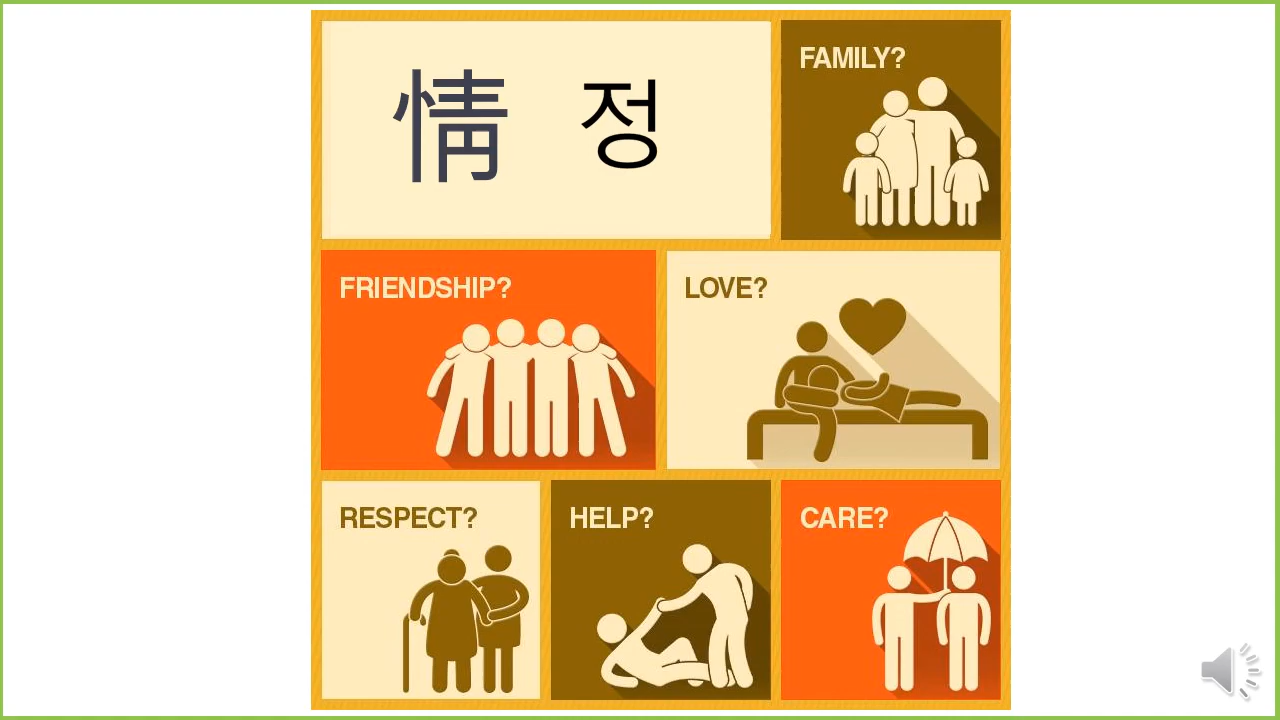 情 정
FAMILY?
FRIENDSHIP?
LOVE?
RESPECT?
HELP?
CARE?